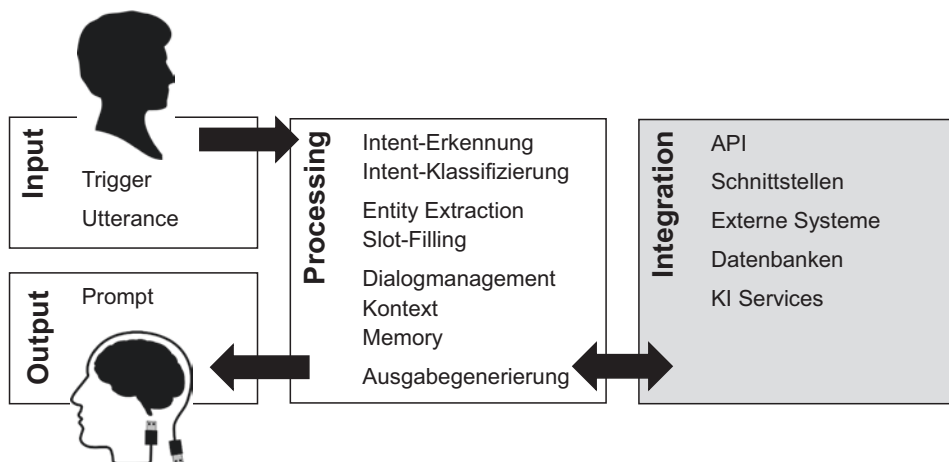 Input
Trigger
Utterance
Output
Prompt
Processing
Intent-Erkennung
Intent-Klassifizierung
Entity Extraction
Slot-Filling
Dialogmanagement
Kontext
Memory
Ausgabegenerierung
Integration
API
Schnittstellen
Externe Systeme
Datenbanken
KI Services